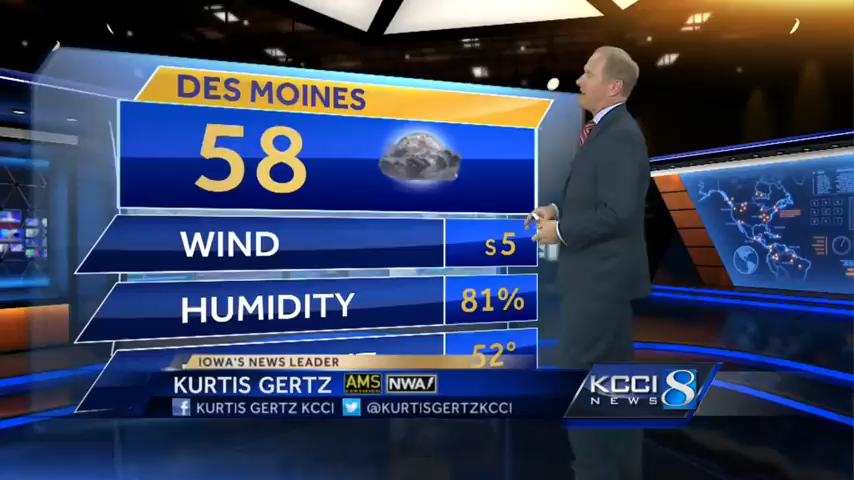 DES MOINES
58
WIND S5
HUMIDITY 81%
52°
IOWA'S NEWS LEADER
KURTIS GERTZ AMS NWA
KURTIS GERTZ KCCI @KURTISGERTZKCCI
KCCI 8
NEWS